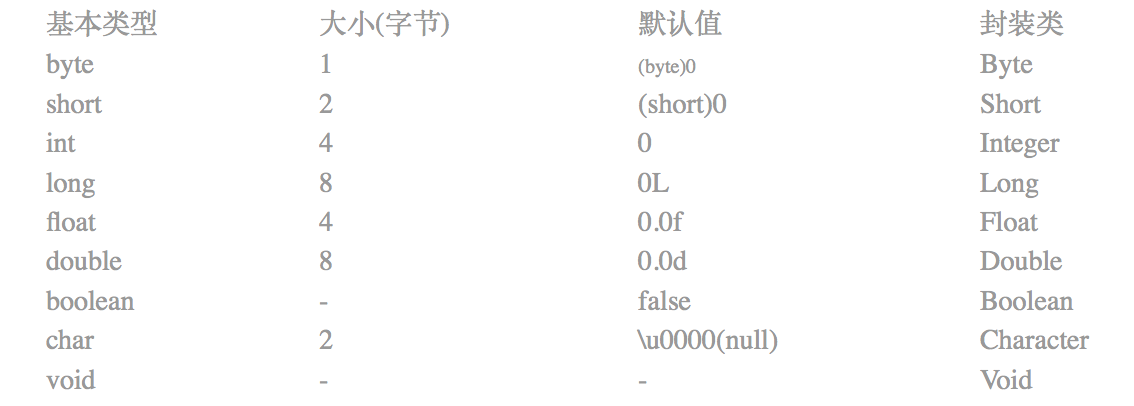 基本类型 大小(字节) 默认值 封装类
byte 1 (byte)0 Byte
short 2 (short)0 Short
int 4 0 Integer
long 8 0L Long
float 4 0.0f Float
double 8 0.0d Double
boolean - false Boolean
char 2 \u0000(null) Character
void - - Void